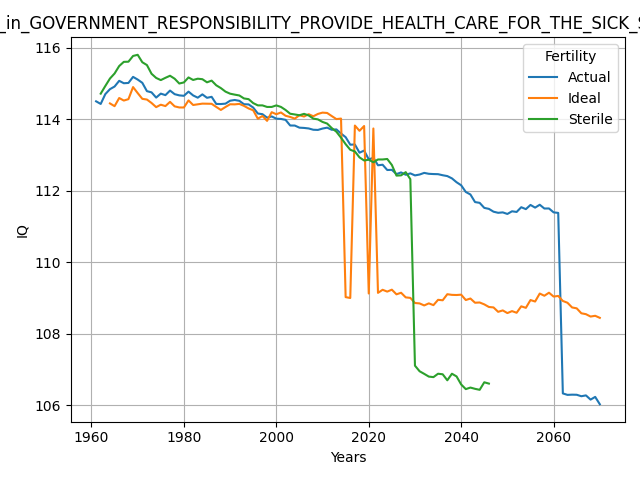 _in_GOVERNMENT_RESPONSIBILITY_PROVIDE_HEALTH_CARE_FOR_THE_SICK_S
116
114
112
110
108
106
IQ
Fertility
Actual
Ideal
Sterile
1960 1980 2000 2020 2040 2060
Years